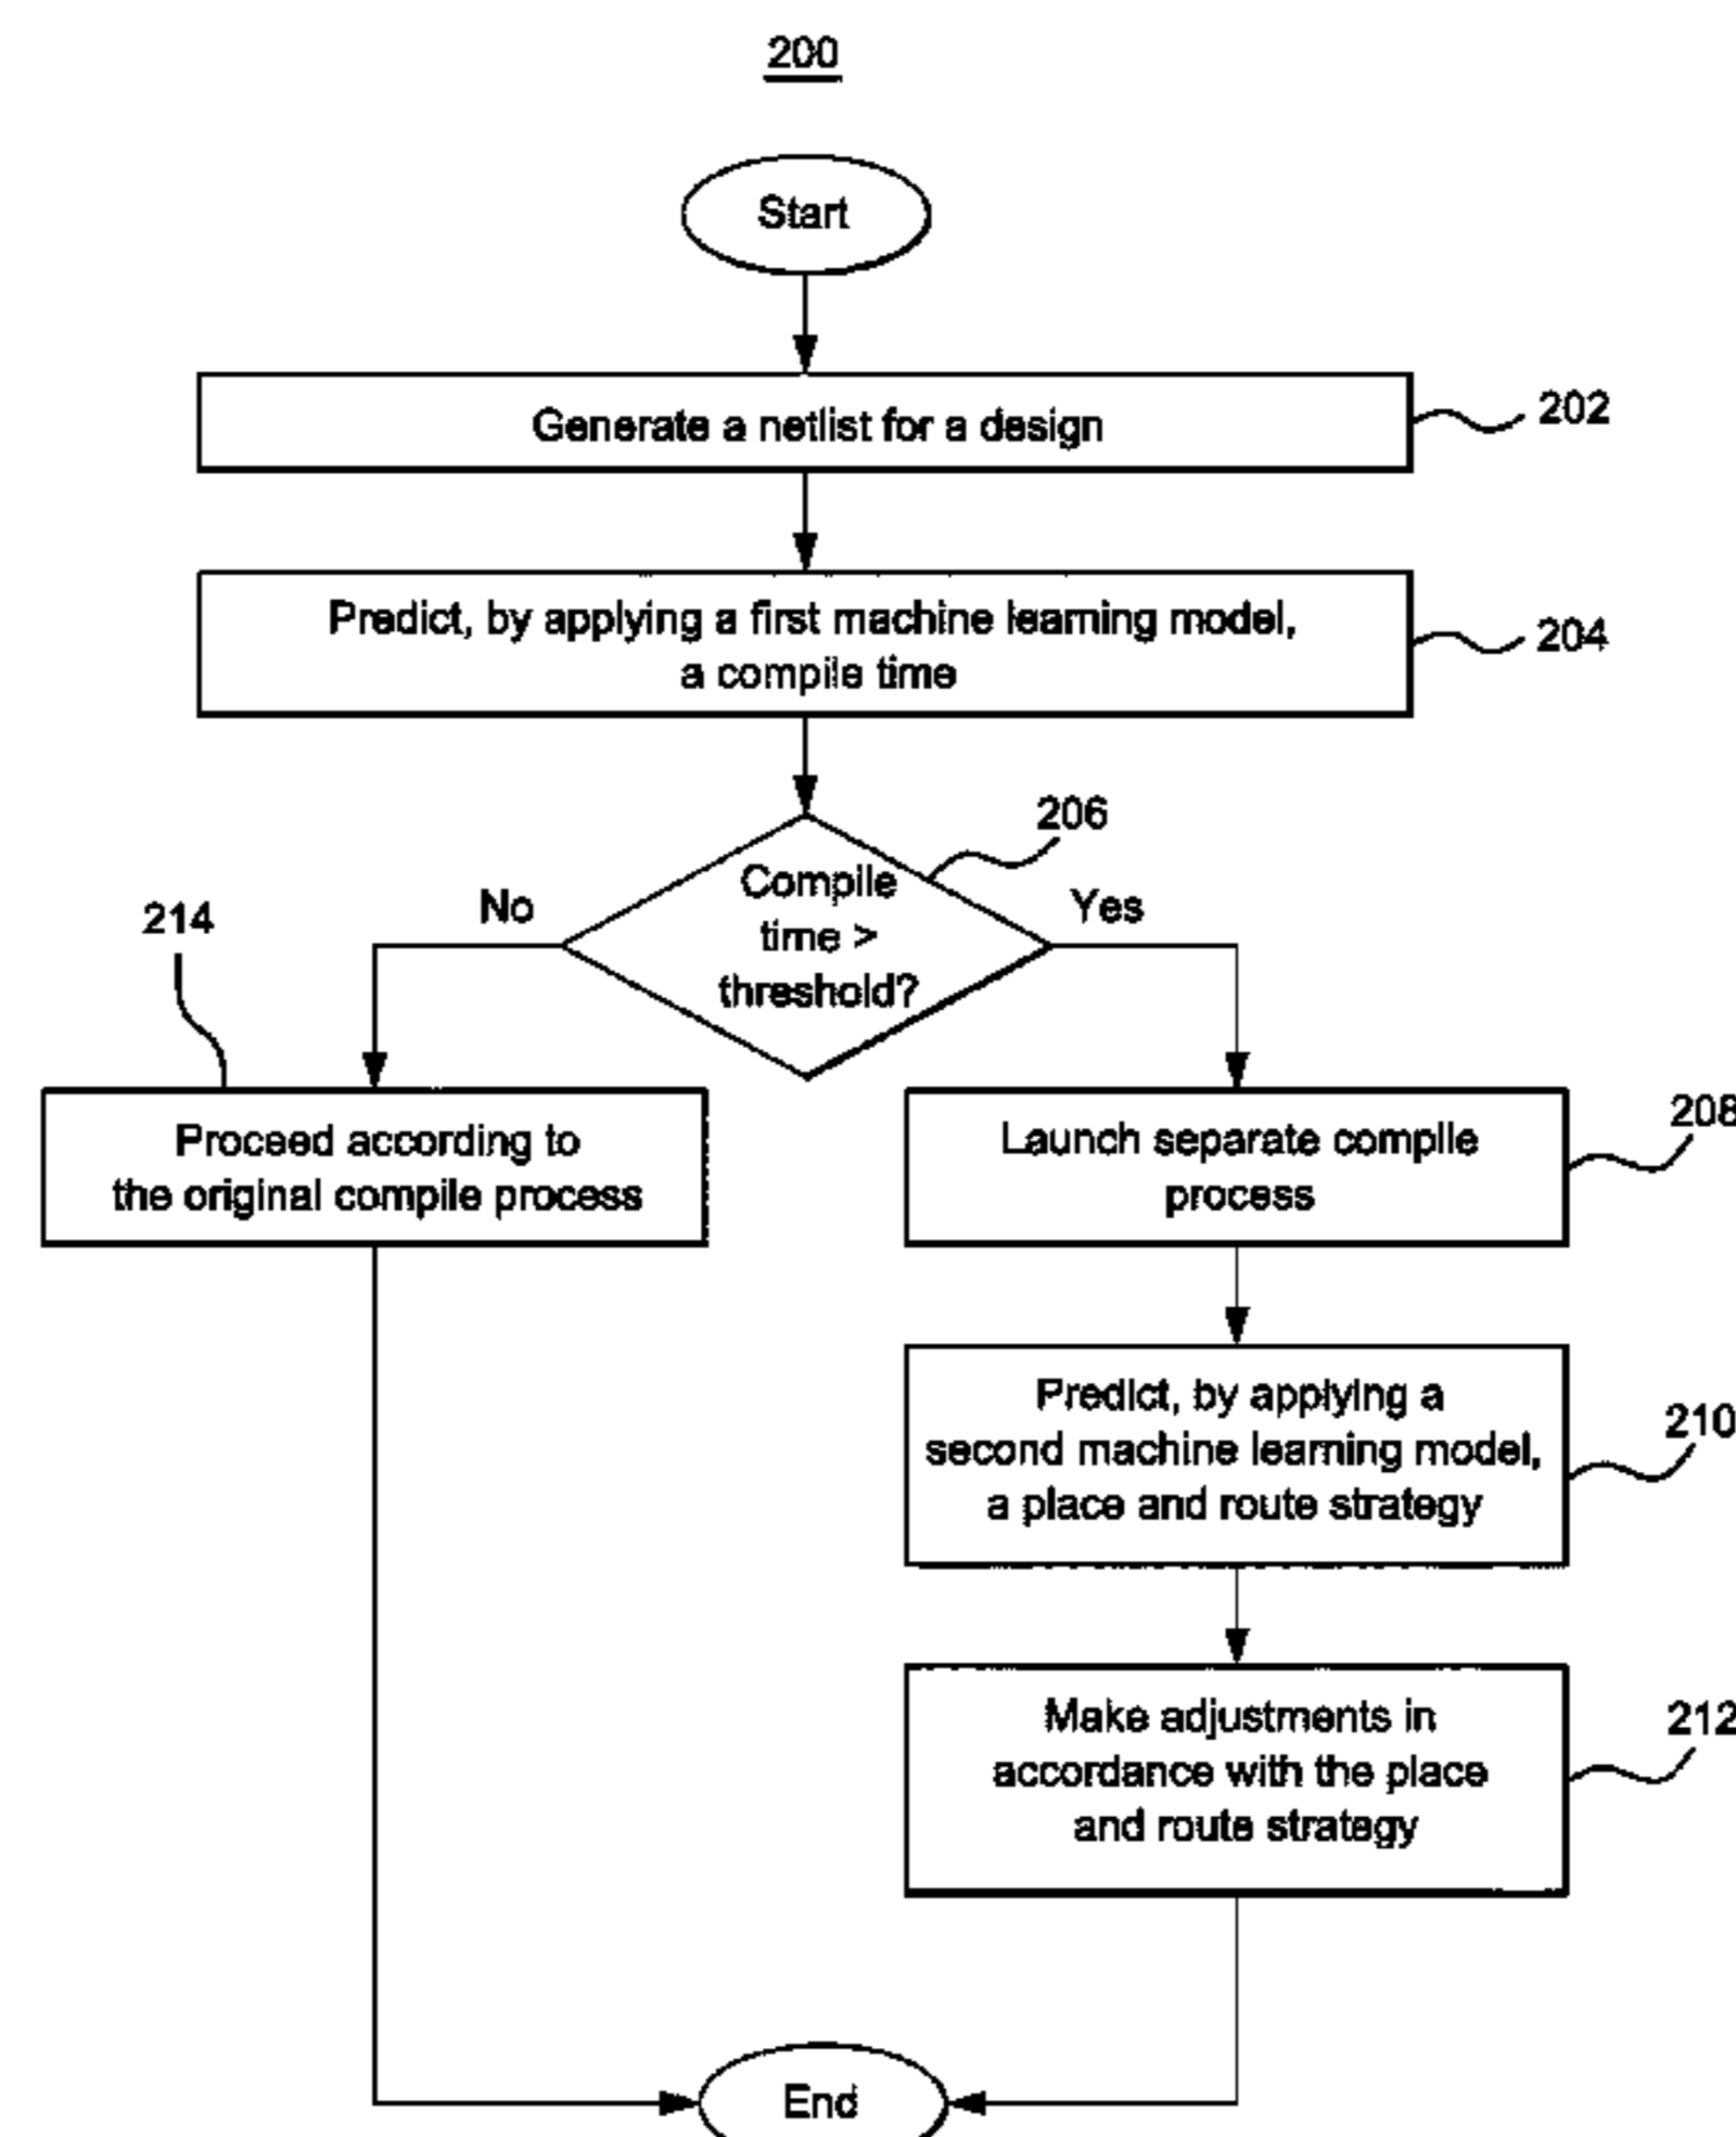 200
Start
Generate a netlist for a design
202
Predict, by applying a first machine learning model,
a compile time
204
206
Compile
time >
threshold?
No
Yes
214
Proceed according to
the original compile process
Launch separate compile
process
208
Predict, by applying a
second machine learning model,
a place and route strategy
210
Make adjustments in
accordance with the place
and route strategy
212
End